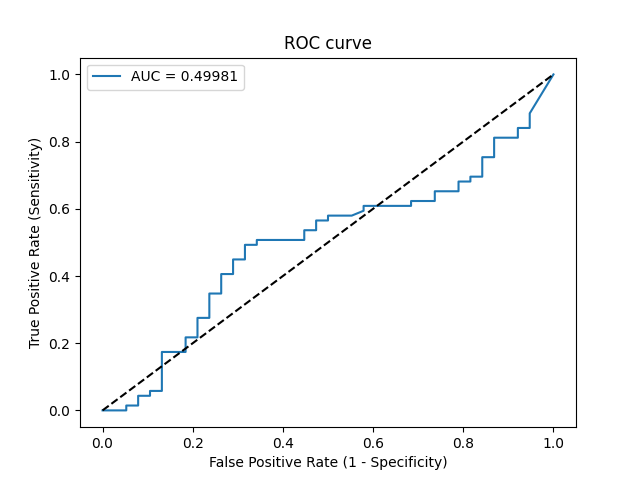 ROC curve
AUC = 0.49981
True Positive Rate (Sensitivity)
1.0
0.8
0.6
0.4
0.2
0.0
0.0 0.2 0.4 0.6 0.8 1.0
False Positive Rate (1 - Specificity)